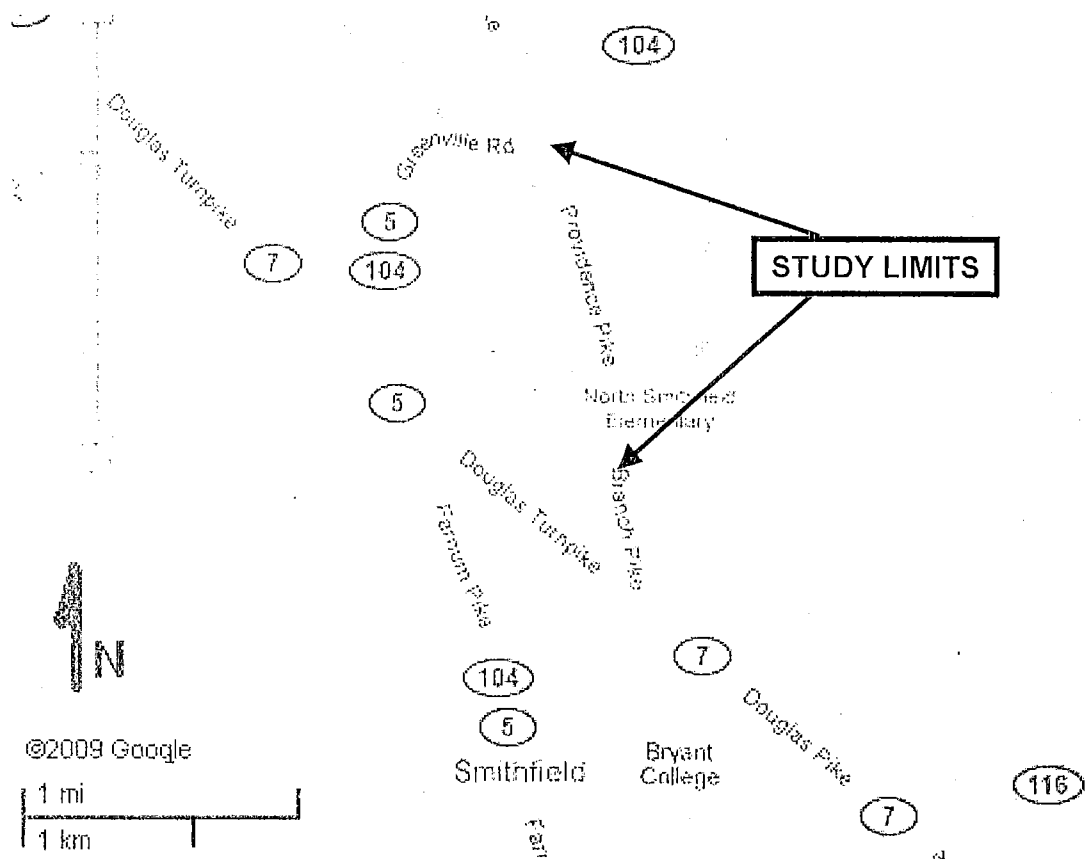 104
Douglas Turnpike
Greenville Rd
5
Providence Pike
7
104
STUDY LIMITS
5
North Smithfield
Elementary
Douglas Turnpike
Branch Pike
Farnum Pike
N
7
104
5
Douglas Pike
©2009 Google
Smithfield
Bryant
College
1 mi
1 km
116
7